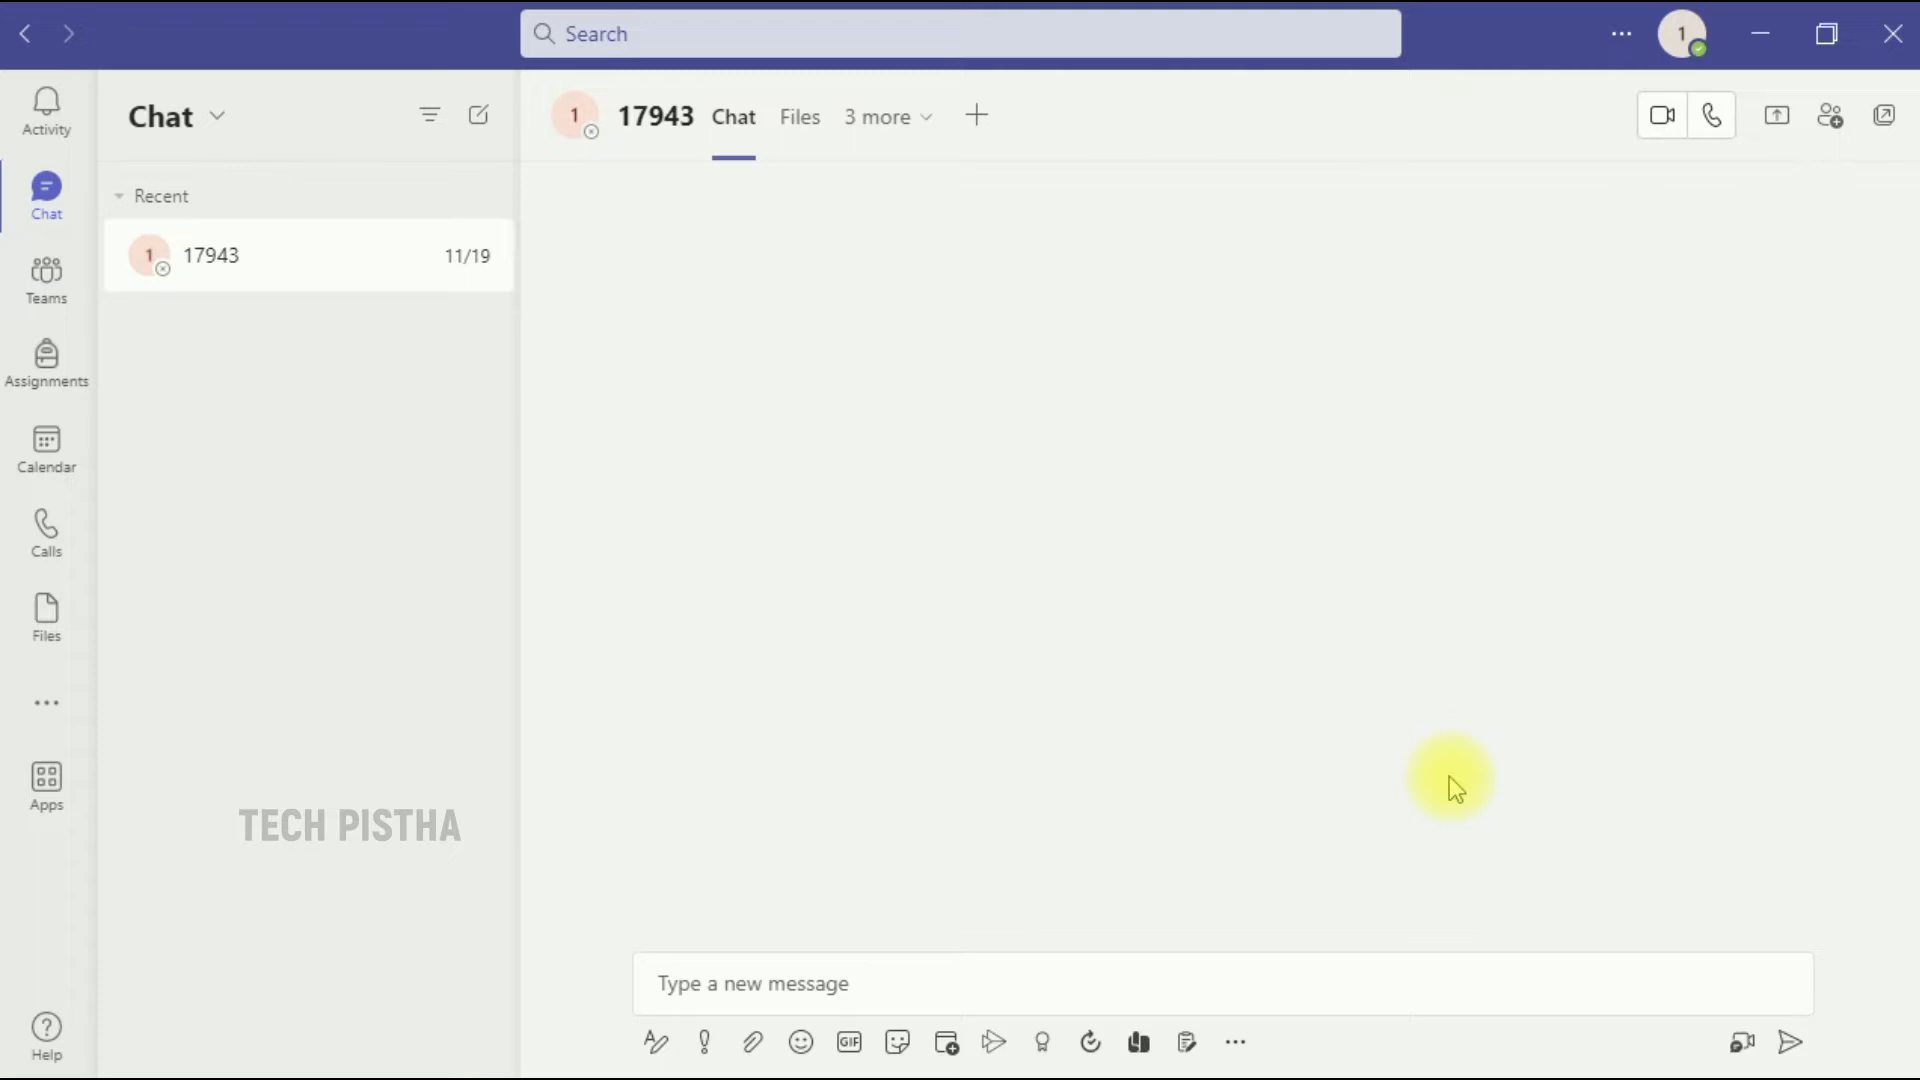 Search
1
Activity
Chat
Teams
Assignments
Calendar
Calls
Files
Apps
Help
Chat
Recent
1 17943 11/19
TECH PISTHA
1 17943 Chat Files 3 more
Type a new message
GIF